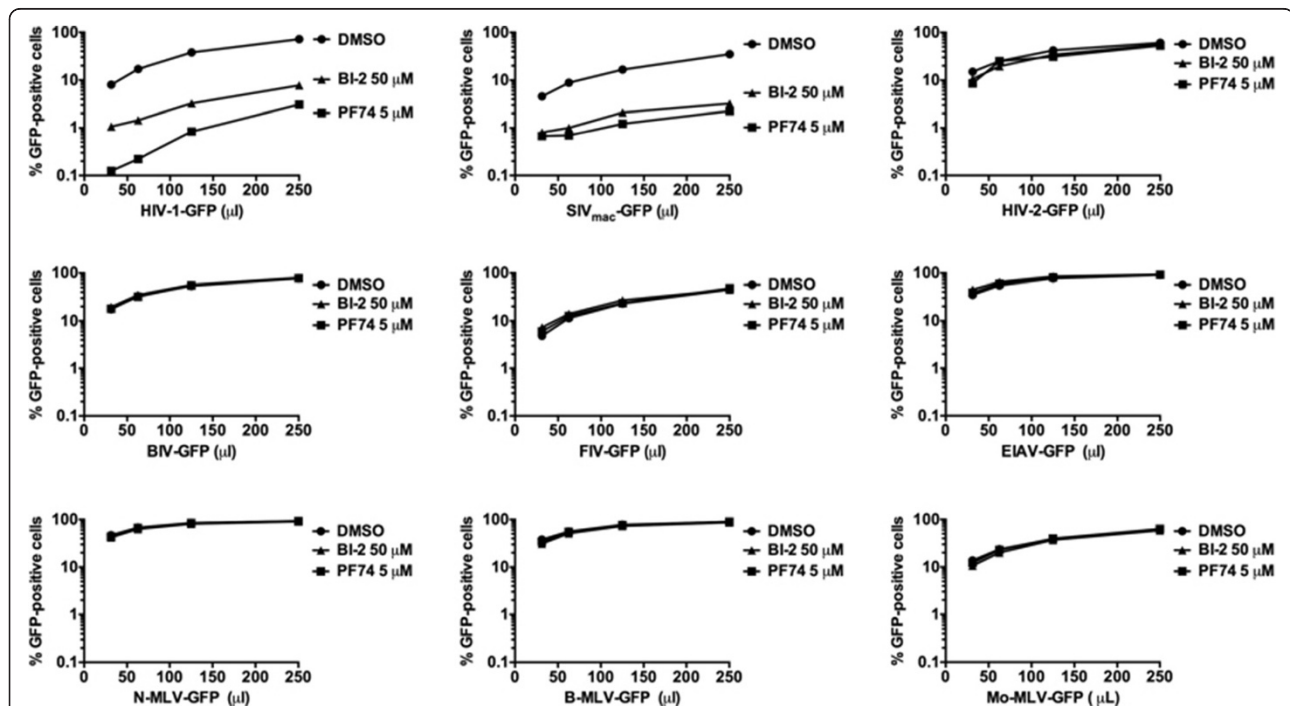 % GFP-positive cells
100
10
1
0.1
0 50 100 150 200 250
HIV-1-GFP (μl)
DMSO
BI-2 50 μM
PF74 5 μM
% GFP-positive cells
100
10
1
0.1
0 50 100 150 200 250
SIVmac-GFP (μl)
DMSO
BI-2 50 μM
PF74 5 μM
% GFP-positive cells
100
10
1
0.1
0 50 100 150 200 250
HIV-2-GFP (μl)
DMSO
BI-2 50 μM
PF74 5 μM
% GFP-positive cells
100
10
1
0.1
0 50 100 150 200 250
BIV-GFP (μl)
DMSO
BI-2 50 μM
PF74 5 μM
% GFP-positive cells
100
10
1
0.1
0 50 100 150 200 250
FIV-GFP (μl)
DMSO
BI-2 50 μM
PF74 5 μM
% GFP-positive cells
100
10
1
0.1
0 50 100 150 200 250
EIAV-GFP (μl)
DMSO
BI-2 50 μM
PF74 5 μM
% GFP-positive cells
100
10
1
0.1
0 50 100 150 200 250
N-MLV-GFP (μl)
DMSO
BI-2 50 μM
PF74 5 μM
% GFP-positive cells
100
10
1
0.1
0 50 100 150 200 250
B-MLV-GFP (μl)
DMSO
BI-2 50 μM
PF74 5 μM
% GFP-positive cells
100
10
1
0.1
0 50 100 150 200 250
Mo-MLV-GFP ( μL)
DMSO
BI-2 50 μM
PF74 5 μM